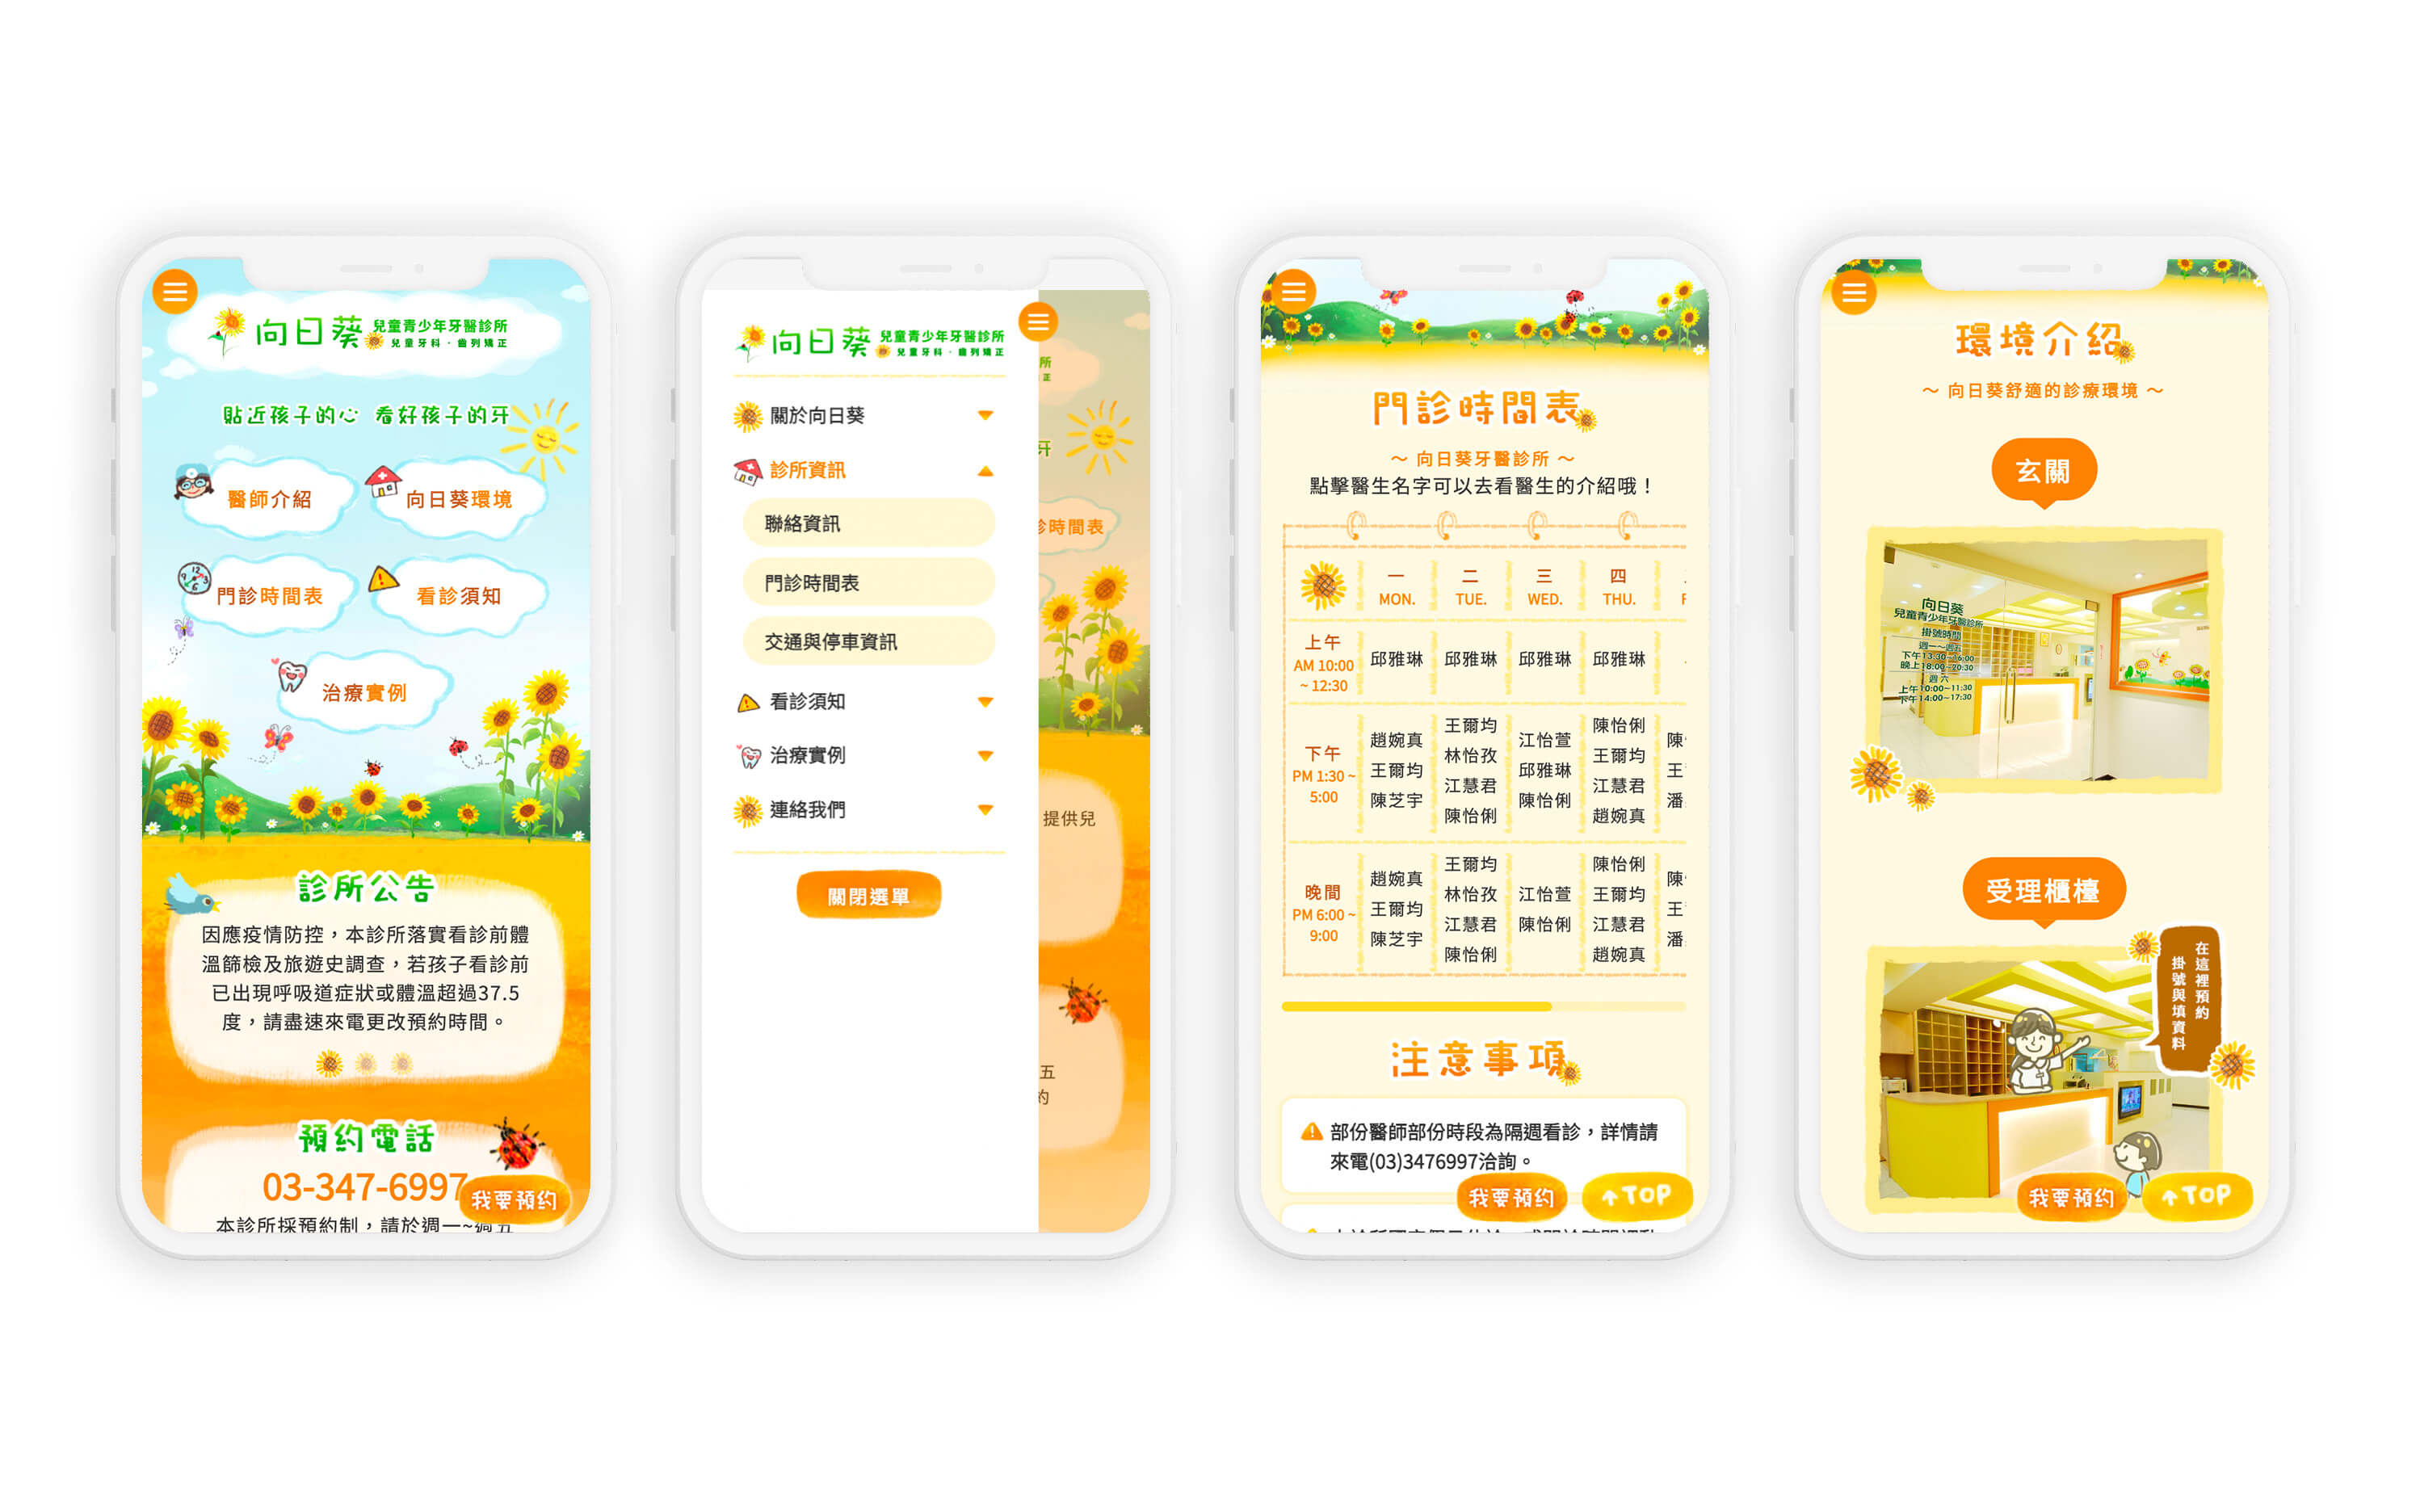 向日葵 兒童青少年牙醫診所
兒童牙科・齒列矯正
貼近孩子的心 看好孩子的牙
醫師介紹
向日葵環境
門診時間表
看診須知
治療實例
診所公告
因應疫情防控，本診所落實看診前體
溫篩檢及旅遊史調查，若孩子看診前
已出現呼吸道症狀或體溫超過37.5
度，請盡速來電更改預約時間。
預約電話
03-347-6997
我要預約
本診所採預約制，請於週一~週五
向日葵 兒童青少年牙醫診所
兒童牙科・齒列矯正
關於向日葵
診所資訊
聯絡資訊
門診時間表
交通與停車資訊
看診須知
治療實例
連絡我們
關閉選單
所
正
牙
診時間表
提供兒
五
約
門診時間表
～ 向日葵牙醫診所 ～
點擊醫生名字可以去看醫生的介紹哦！
一 二 三 四
MON. TUE. WED. THU. F
上午
AM 10:00
~ 12:30
邱雅琳 邱雅琳 邱雅琳 邱雅琳
下午
PM 1:30 ~
5:00
趙婉真
王爾均
陳芝宇
王爾均
林怡孜
江慧君
陳怡俐
江怡萱
邱雅琳
陳怡俐
陳怡俐
王爾均
江慧君
趙婉真
陳
王
潘
晚間
PM 6:00 ~
9:00
趙婉真
王爾均
陳芝宇
王爾均
林怡孜
江慧君
陳怡俐
江怡萱
陳怡俐
陳怡俐
王爾均
江慧君
趙婉真
陳
王
潘
注意事項
部份醫師部份時段為隔週看診，詳情請
來電(03)3476997洽詢。
我要預約
↑TOP
環境介紹
～ 向日葵舒適的診療環境 ～
玄關
向日葵
兒童青少年牙醫診所
掛號時間
週一~週五
下午13:30~16:00
晚上18:00~20:30
週六
上午10:00~11:30
下午14:00~17:30
受理櫃檯
在這裡預約
掛號與填資料
我要預約
↑TOP